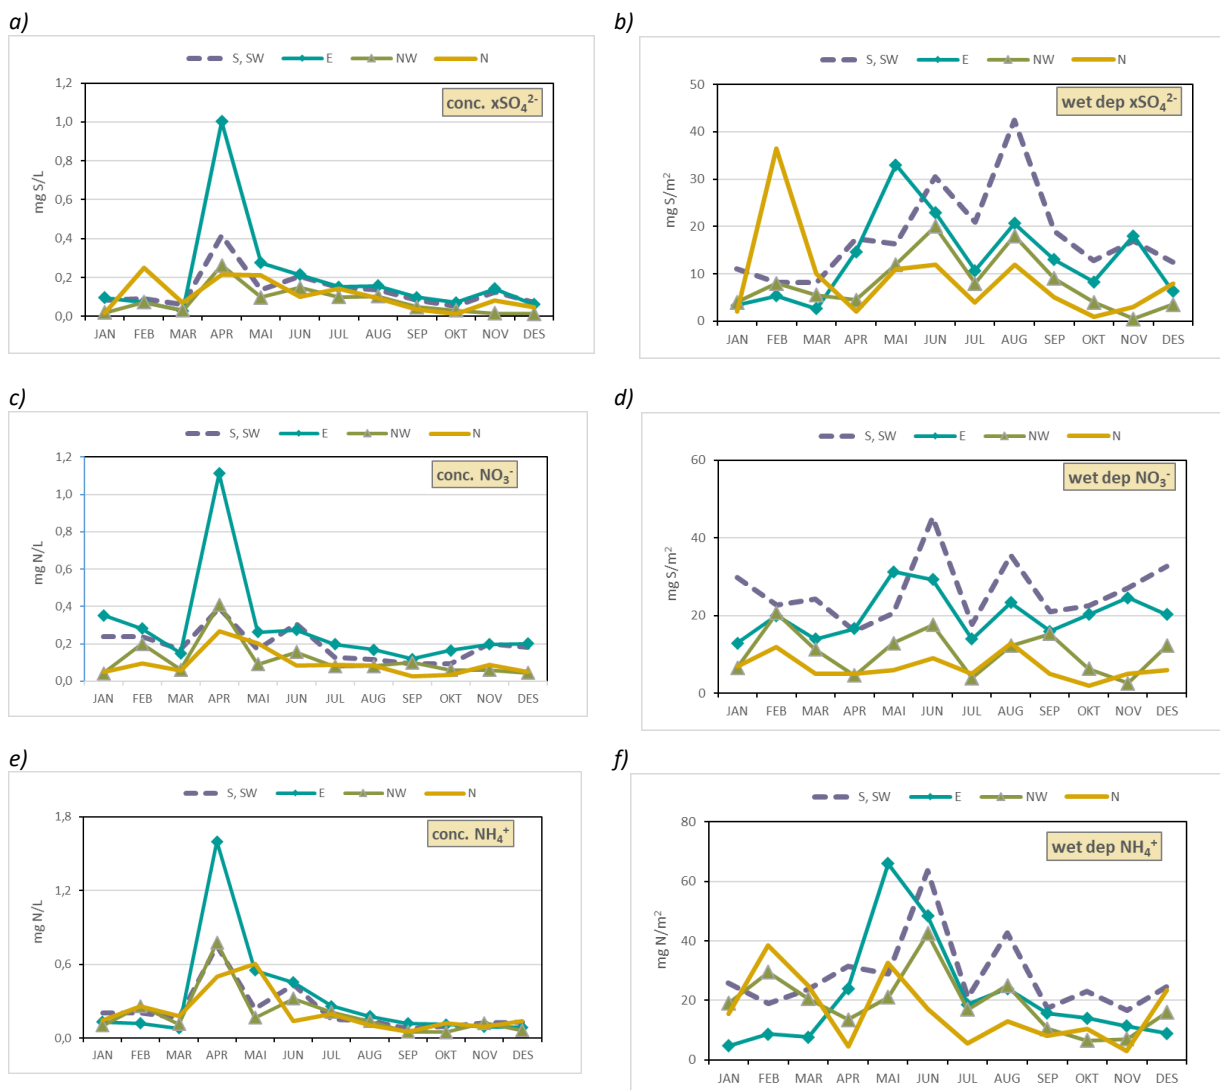 a)
S, SW E NW N
conc. xSO₄²⁻
mg S/L
1,2
1,0
0,8
0,6
0,4
0,2
0,0
JAN FEB MAR APR MAI JUN JUL AUG SEP OKT NOV DES
b)
S, SW E NW N
wet dep xSO₄²⁻
mg S/m²
50
40
30
20
10
0
JAN FEB MAR APR MAI JUN JUL AUG SEP OKT NOV DES
c)
S, SW E NW N
conc. NO₃⁻
mg N/L
1,2
1,0
0,8
0,6
0,4
0,2
0,0
JAN FEB MAR APR MAI JUN JUL AUG SEP OKT NOV DES
d)
S, SW E NW N
wet dep NO₃⁻
mg S/m²
60
40
20
0
JAN FEB MAR APR MAI JUN JUL AUG SEP OKT NOV DES
e)
S, SW E NW N
conc. NH₄⁺
mg N/L
1,8
1,2
0,6
0,0
JAN FEB MAR APR MAI JUN JUL AUG SEP OKT NOV DES
f)
S, SW E NW N
wet dep NH₄⁺
mg N/m²
80
60
40
20
0
JAN FEB MAR APR MAI JUN JUL AUG SEP OKT NOV DES